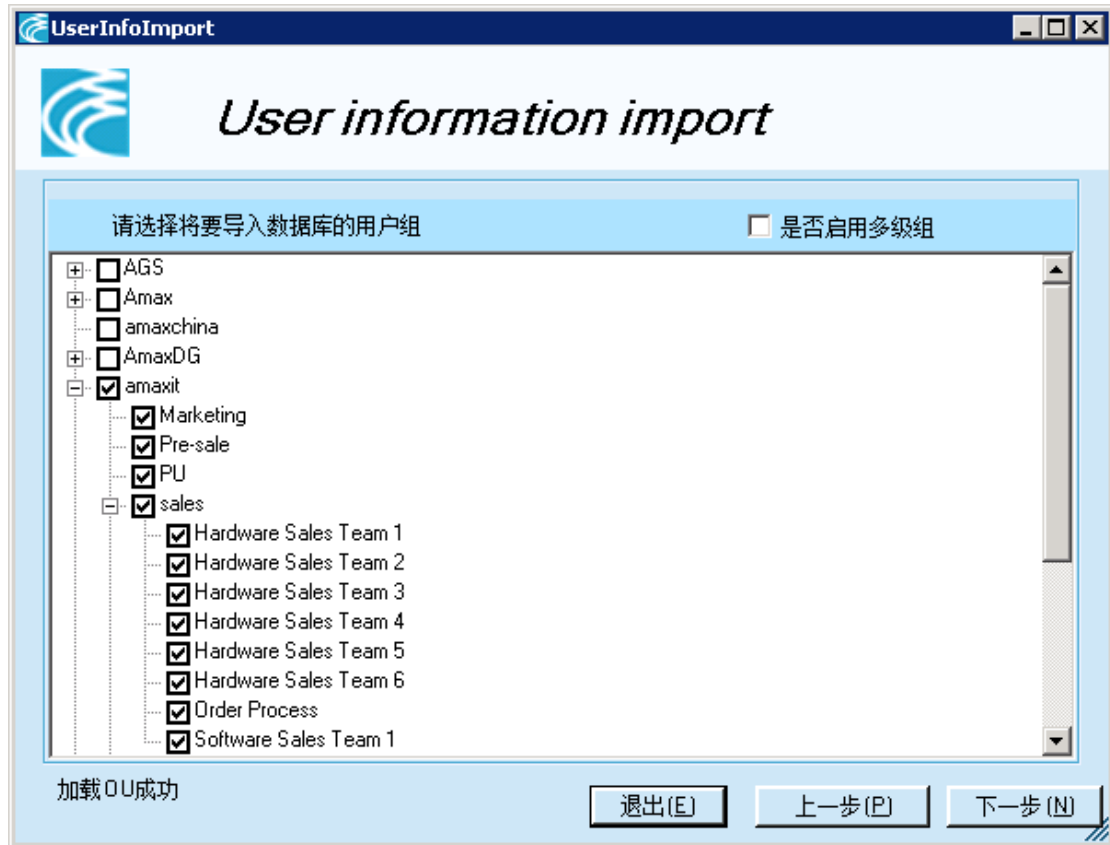 UserInfoImport
User information import
请选择将要导入数据库的用户组 是否启用多级组
AGS
Amax
amaxchina
AmaxDG
amaxit
Marketing
Pre-sale
PU
sales
Hardware Sales Team 1
Hardware Sales Team 2
Hardware Sales Team 3
Hardware Sales Team 4
Hardware Sales Team 5
Hardware Sales Team 6
Order Process
Software Sales Team 1
加载OU成功
退出(E) 上一步(P) 下一步(N)